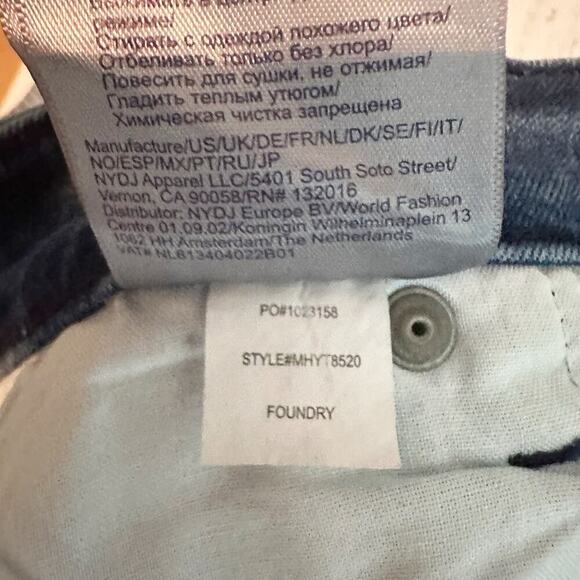 Отжимать в центр
режиме/
Стирать с одеждой похожего цвета/
Отбеливать только без хлора/
Повесить для сушки, не отжимая/
Гладить теплым утюгом/
Химическая чистка запрещена
Manufacture/US/UK/DE/FR/NL/DK/SE/FI/IT/
NO/ESP/MX/PT/RU/JP
NYDJ Apparel LLC/5401 South Soto Street/
Vernon, CA 90058/RN# 132016
Distributor: NYDJ Europe BV/World Fashion
Centre 01.09.02/Koningin Wilhelminaplein 13
1062 HH Amsterdam/The Netherlands
VAT# NL813404022B01
PO#1023158
STYLE#MHYT8520
FOUNDRY